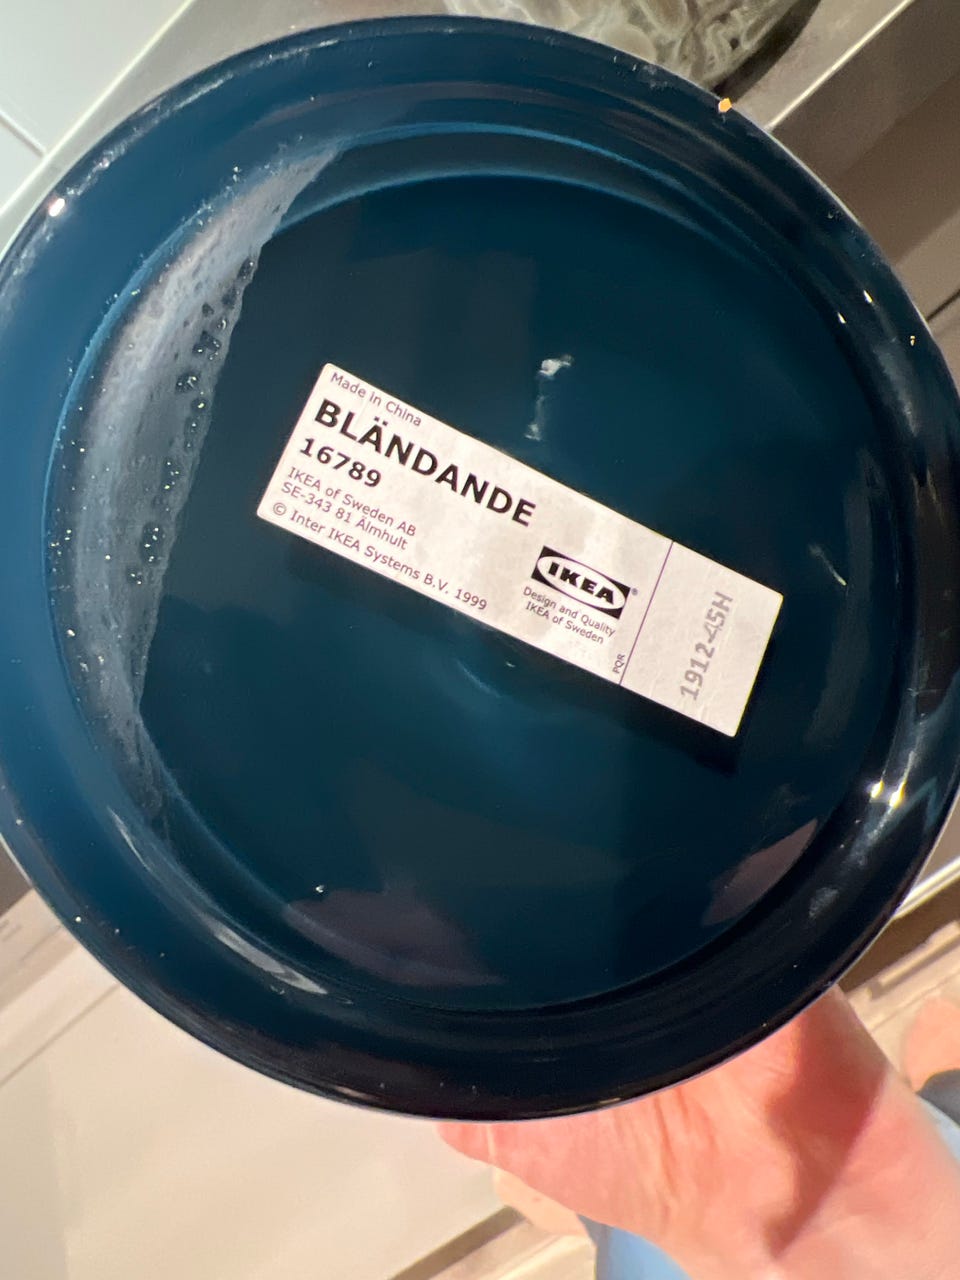 Made in China
BLÄNDANDE
16789
IKEA of Sweden AB
SE-343 81 Älmhult
© Inter IKEA Systems B.V. 1999
IKEA®
Design and Quality
IKEA of Sweden
PQR
1912-45H